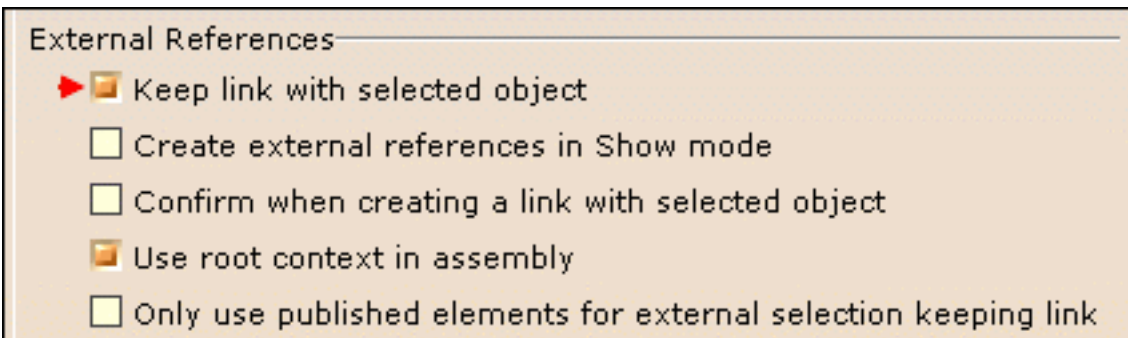 External References
Keep link with selected object
Create external references in Show mode
Confirm when creating a link with selected object
Use root context in assembly
Only use published elements for external selection keeping link